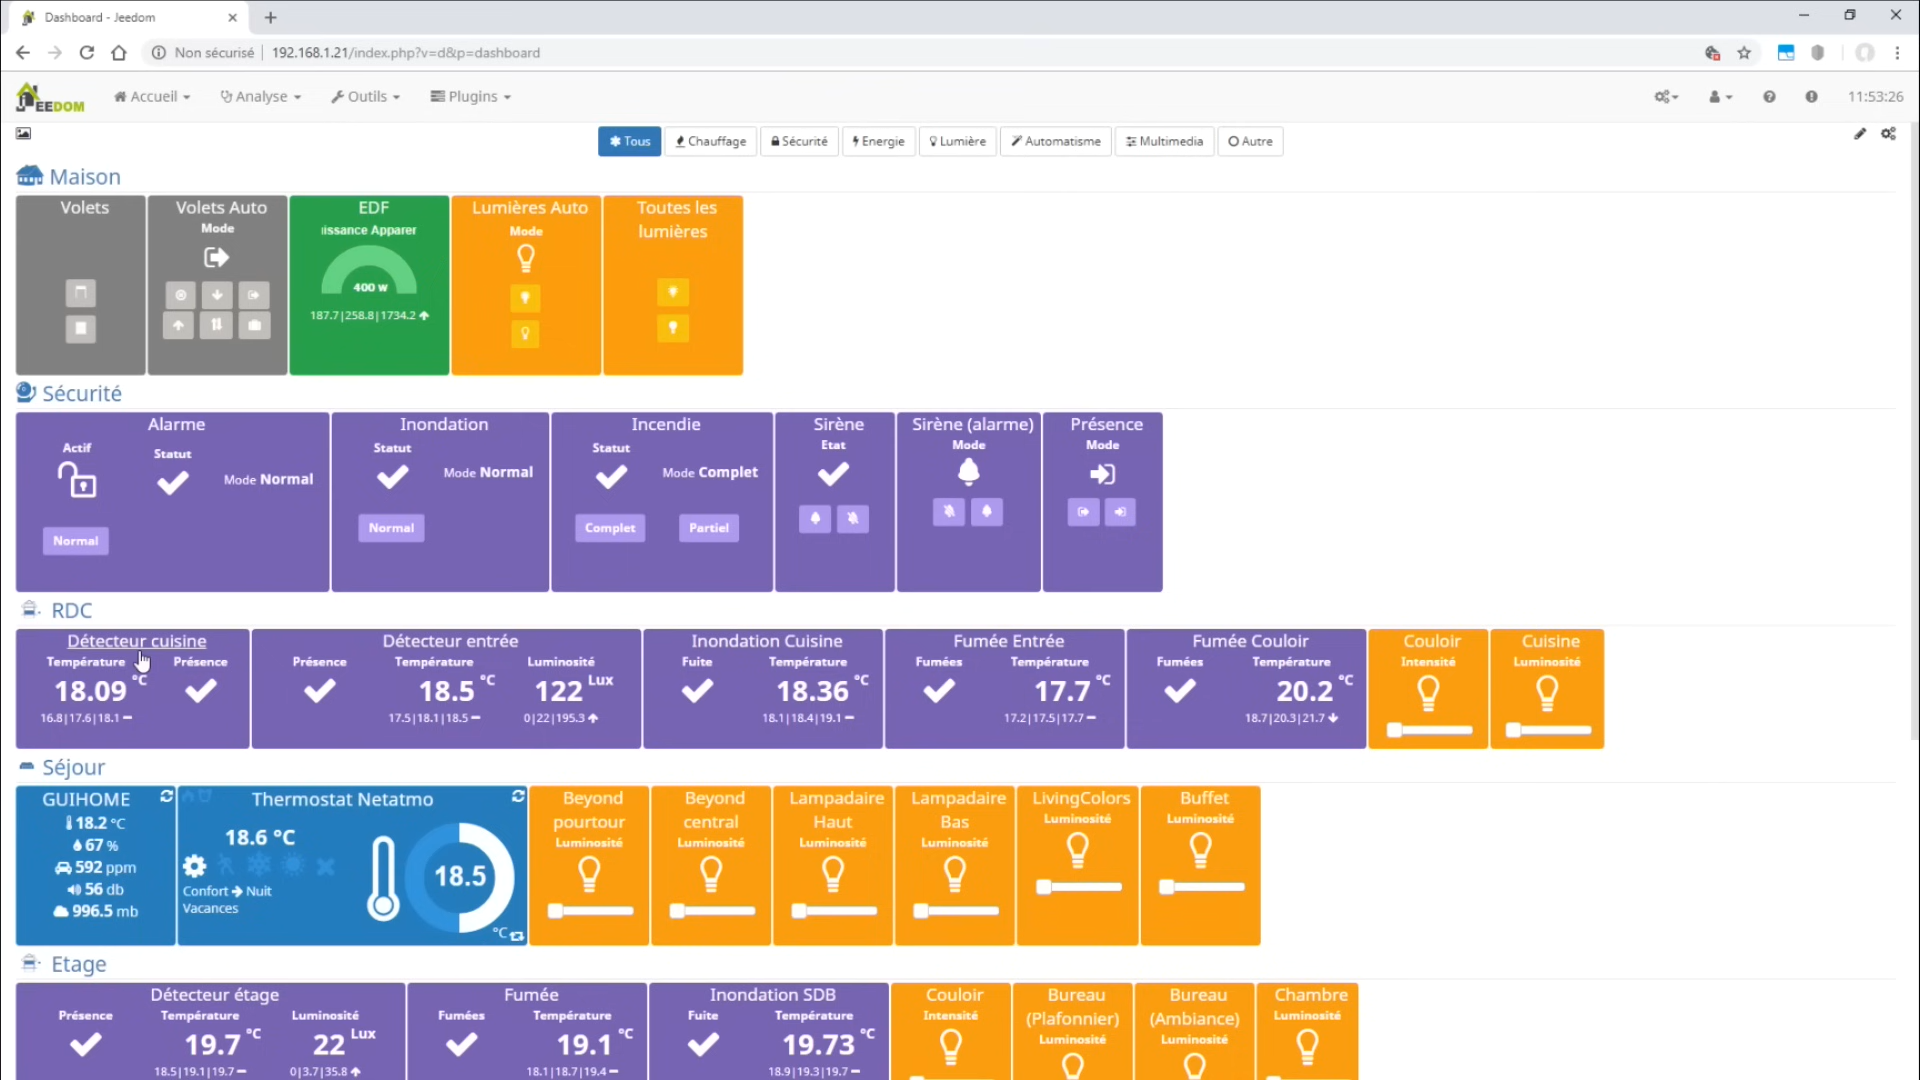 Dashboard - Jeedom
Non sécurisé | 192.168.1.21/index.php?v=d&p=dashboard
JEEDOM Accueil Analyse Outils Plugins 11:53:26
Tous Chauffage Sécurité Energie Lumière Automatisme Multimedia Autre
Maison
Volets
Volets Auto
Mode
EDF
issance Apparer
400 w
187.7|258.8|1734.2
Lumières Auto
Mode
Toutes les
lumières
Sécurité
Alarme
Actif
Statut
Mode Normal
Normal
Inondation
Statut
Mode Normal
Normal
Incendie
Statut
Mode Complet
Complet Partiel
Sirène
Etat
Sirène (alarme)
Mode
Présence
Mode
RDC
Détecteur cuisine
Température Présence
18.09 °C
16.8|17.6|18.1
Détecteur entrée
Présence Température Luminosité
18.5 °C 122 Lux
17.5|18.1|18.5 0|22|195.3
Inondation Cuisine
Fuite Température
18.36 °C
18.1|18.4|19.1
Fumée Entrée
Fumées Température
17.7 °C
17.2|17.5|17.7
Fumée Couloir
Fumées Température
20.2 °C
18.7|20.3|21.7
Couloir
Intensité
Cuisine
Luminosité
Séjour
GUIHOME
18.2 °C
67 %
592 ppm
56 db
996.5 mb
Thermostat Netatmo
18.6 °C
18.5
Confort Nuit
Vacances
°C
Beyond
pourtour
Luminosité
Beyond
central
Luminosité
Lampadaire
Haut
Luminosité
Lampadaire
Bas
Luminosité
LivingColors
Luminosité
Buffet
Luminosité
Etage
Détecteur étage
Présence Température Luminosité
19.7 °C 22 Lux
18.5|19.1|19.7 0|3.7|35.8
Fumée
Fumées Température
19.1 °C
18.1|18.7|19.4
Inondation SDB
Fuite Température
19.73 °C
18.9|19.3|19.7
Couloir
Intensité
Bureau
(Plafonnier)
Luminosité
Bureau
(Ambiance)
Luminosité
Chambre
Luminosité